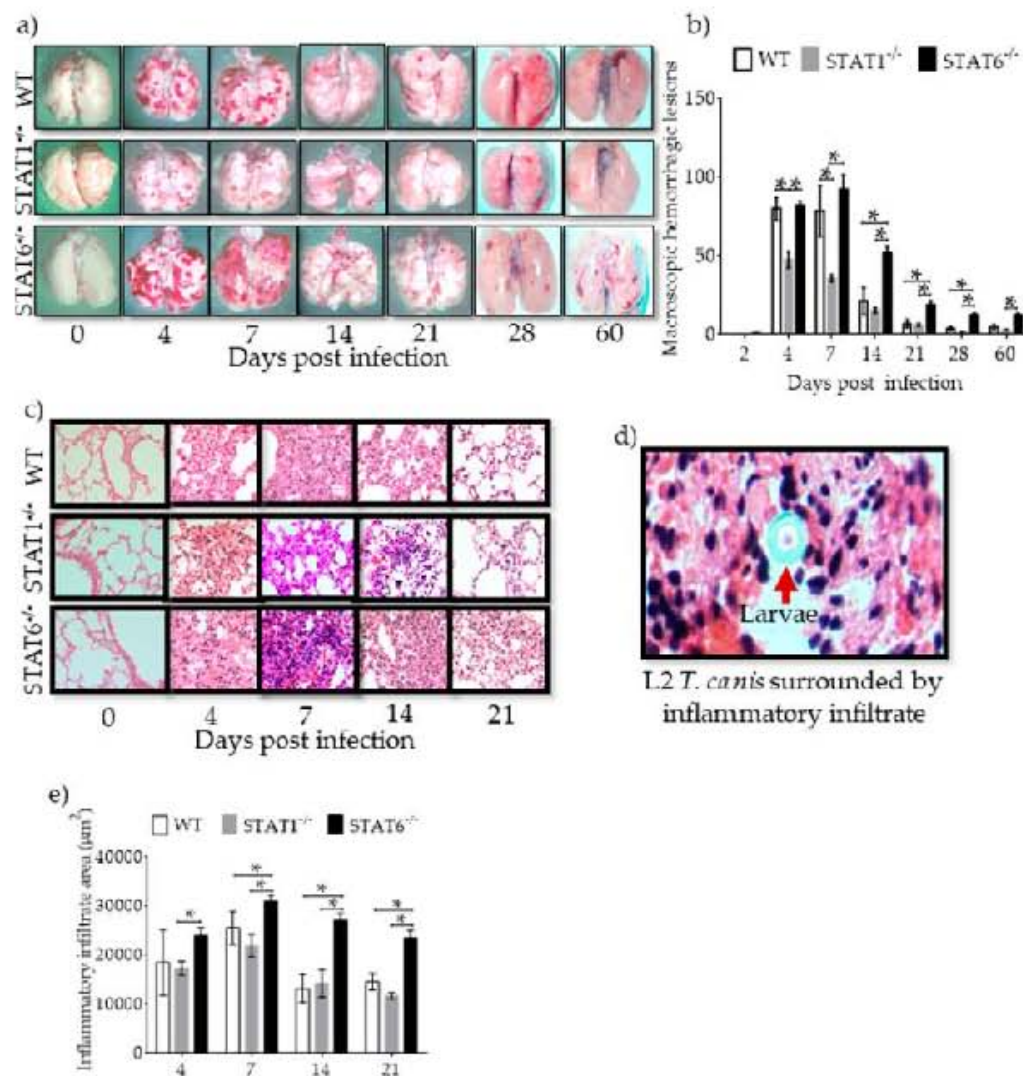 a)
WT
STAT1-/-
STAT6-/-
0 4 7 14 21 28 60
Days post infection
b)
WT STAT1-/- STAT6-/-
Macroscopic hemorrhagic lesions
150
100
50
0
* * * * * * * * * * * *
2 4 7 14 21 28 60
Days post infection
c)
WT
STAT1-/-
STAT6-/-
0 4 7 14 21
Days post infection
d)
Larvae
L2 T. canis surrounded by
inflammatory infiltrate
e)
WT STAT1-/- STAT6-/-
Inflammatory infiltrate area (µm2)
40000
30000
20000
10000
0
* * * * * * *
4 7 14 21